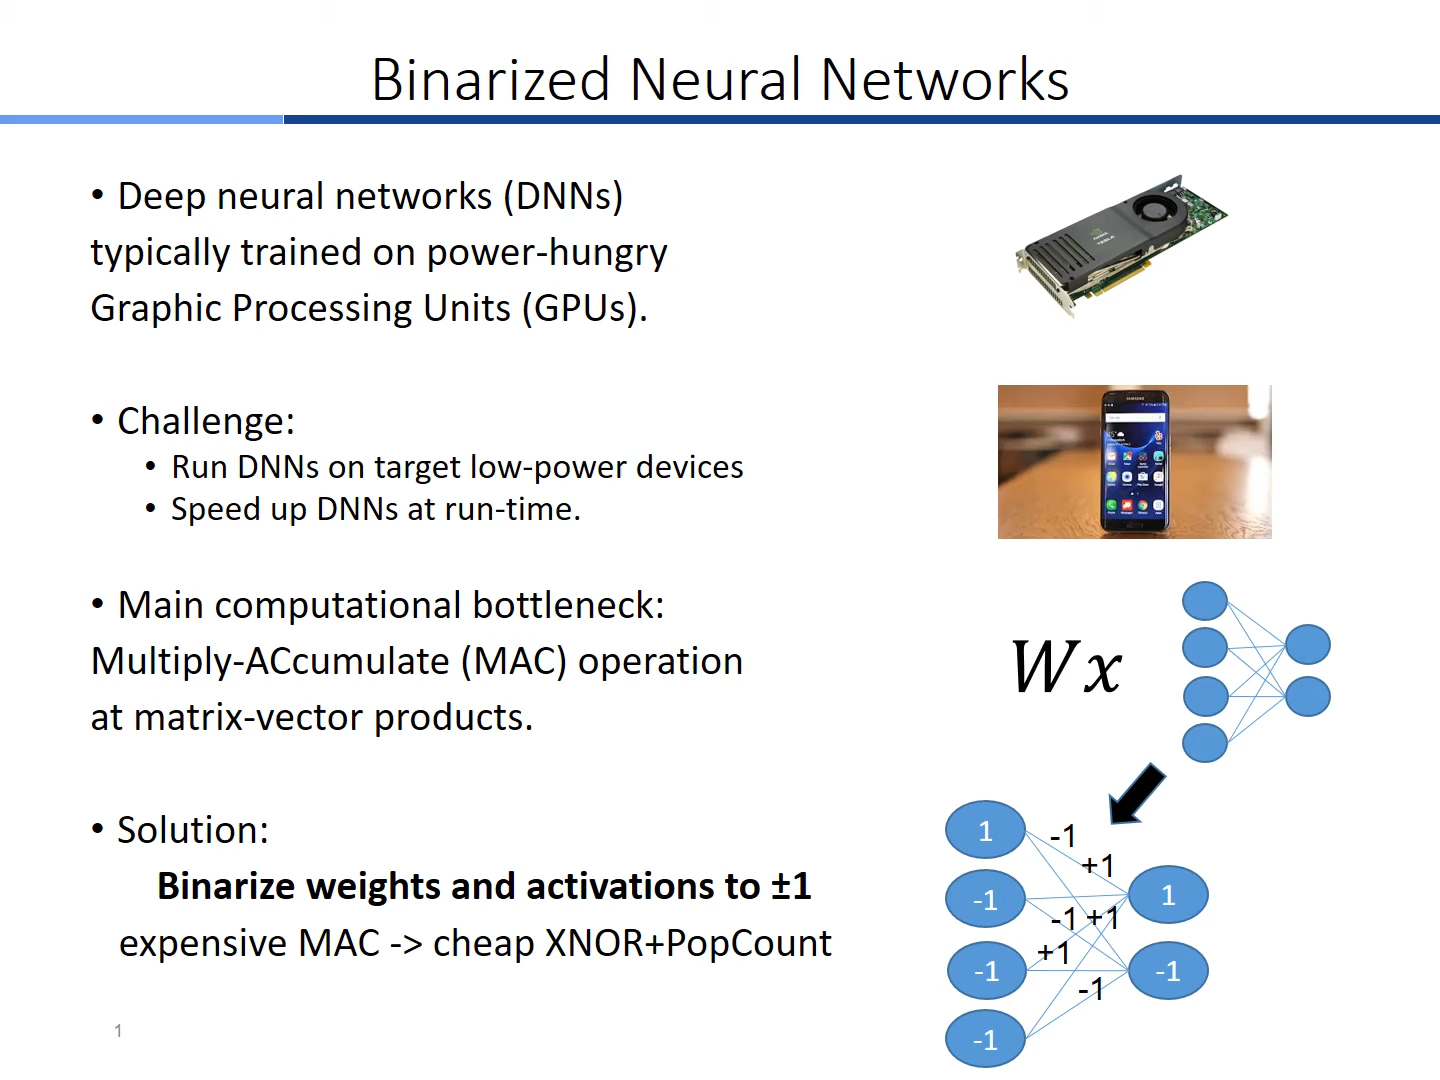 Binarized Neural Networks
• Deep neural networks (DNNs)
typically trained on power-hungry
Graphic Processing Units (GPUs).
NVIDIA
TESLA
• Challenge:
• Run DNNs on target low-power devices
• Speed up DNNs at run-time.
SAMSUNG
• Main computational bottleneck:
Multiply-ACcumulate (MAC) operation
at matrix-vector products.
Wx
• Solution:
Binarize weights and activations to ±1
expensive MAC -> cheap XNOR+PopCount
1
-1
-1
-1
-1
+1
-1 +1
+1
-1
1
-1
1